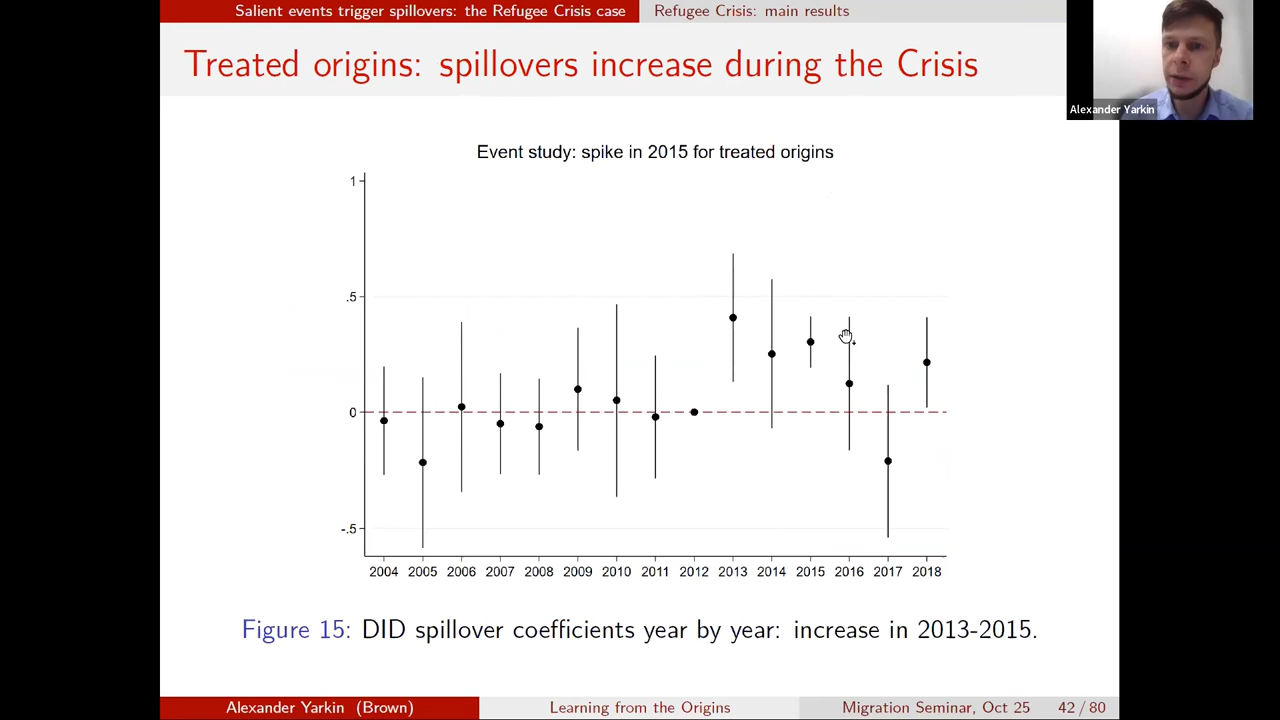 Salient events trigger spillovers: the Refugee Crisis case
Refugee Crisis: main results
Treated origins: spillovers increase during the Crisis
Alexander Yarkin
Event study: spike in 2015 for treated origins
1
.5
0
-.5
2004 2005 2006 2007 2008 2009 2010 2011 2012 2013 2014 2015 2016 2017 2018
Figure 15: DID spillover coefficients year by year: increase in 2013-2015.
Alexander Yarkin (Brown)
Learning from the Origins
Migration Seminar, Oct 25
42 / 80